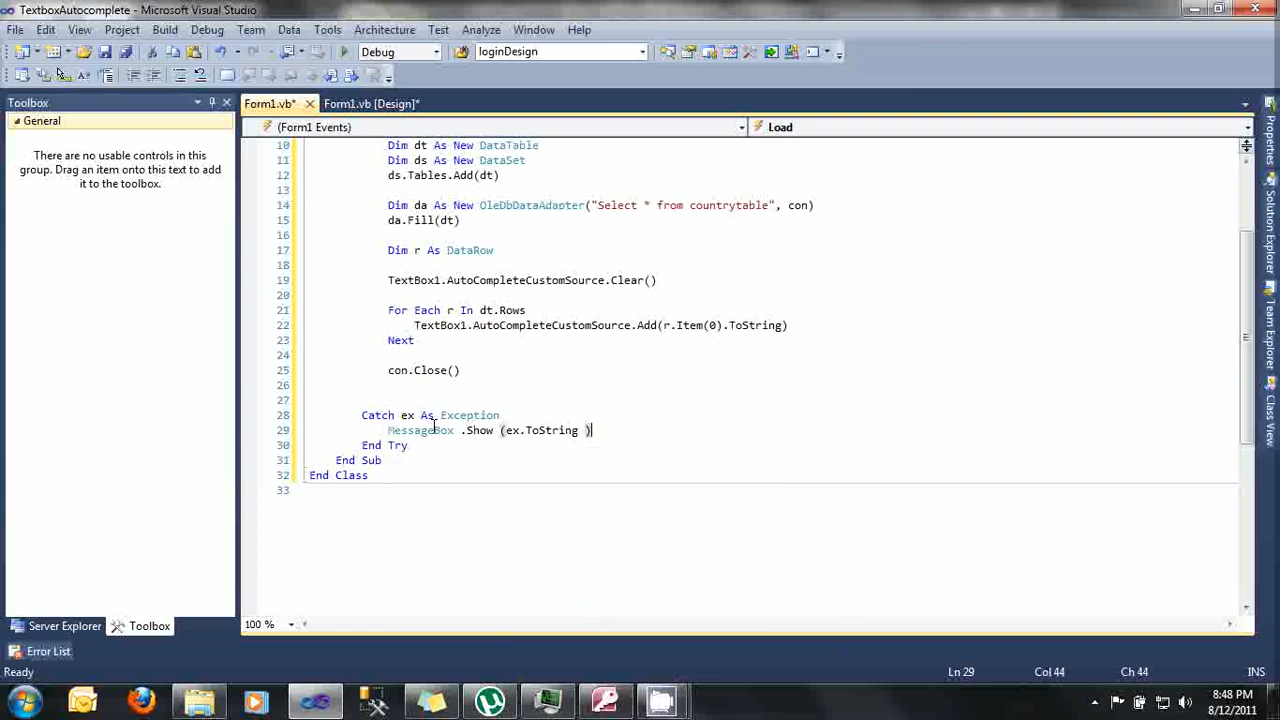 TextboxAutocomplete - Microsoft Visual Studio
File Edit View Project Build Debug Team Data Tools Architecture Test Analyze Window Help
Debug loginDesign
Toolbox
General
There are no usable controls in this
group. Drag an item onto this text to add
it to the toolbox.
Form1.vb* Form1.vb [Design]*
(Form1 Events) Load
10 Dim dt As New DataTable
11 Dim ds As New DataSet
12 ds.Tables.Add(dt)
13
14 Dim da As New OleDbDataAdapter("Select * from countrytable", con)
15 da.Fill(dt)
16
17 Dim r As DataRow
18
19 TextBox1.AutoCompleteCustomSource.Clear()
20
21 For Each r In dt.Rows
22 TextBox1.AutoCompleteCustomSource.Add(r.Item(0).ToString)
23 Next
24
25 con.Close()
26
27
28 Catch ex As Exception
29 MessageBox .Show (ex.ToString )
30 End Try
31 End Sub
32 End Class
33
100 %
Server Explorer Toolbox
Error List
Ready Ln 29 Col 44 Ch 44 INS
Properties
Solution Explorer
Team Explorer
Class View
8:48 PM
8/12/2011